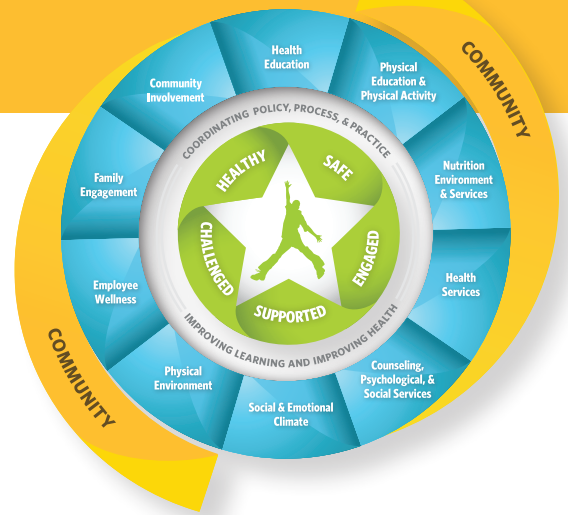 COMMUNITY
Health
Education
Physical
Education &
Physical Activity
Nutrition
Environment
& Services
Health
Services
Counseling,
Psychological, &
Social Services
Social & Emotional
Climate
Physical
Environment
Employee
Wellness
Family
Engagement
Community
Involvement
COORDINATING POLICY, PROCESS, & PRACTICE
IMPROVING LEARNING AND IMPROVING HEALTH
HEALTHY
SAFE
ENGAGED
SUPPORTED
CHALLENGED
COMMUNITY